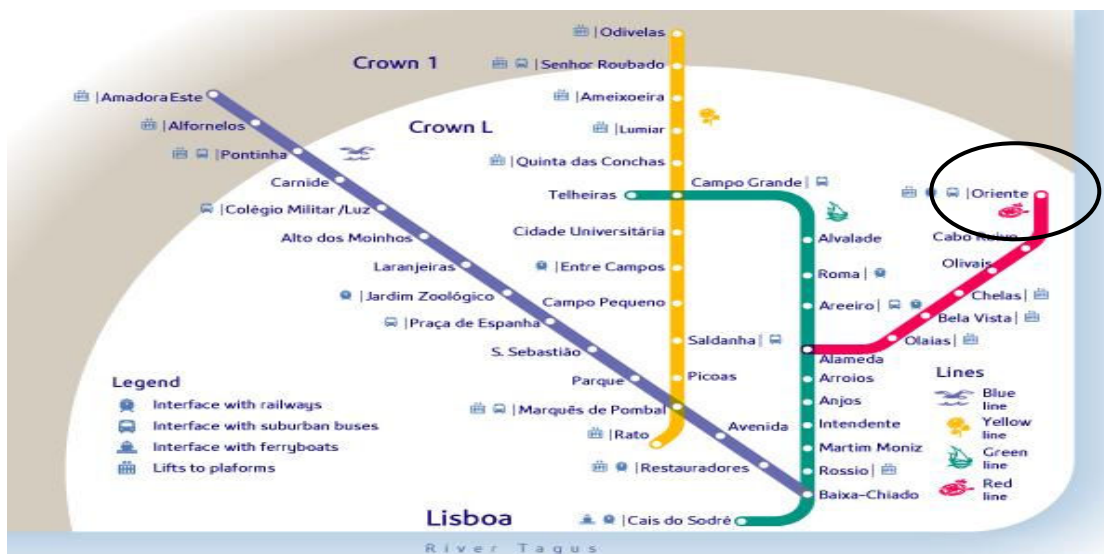 Odivelas
Crown 1
|Senhor Roubado
|Amadora Este
|Ameixoeira
Crown L
|Alfornelos
|Lumiar
|Pontinha
|Quinta das Conchas
Carnide
Telheiras
Campo Grande|
|Oriente
|Colégio Militar /Luz
Cidade Universitária
Alvalade
Cabo Ruivo
Alto dos Moinhos
Laranjeiras
|Entre Campos
Roma|
Olivais
|Jardim Zoológico
Campo Pequeno
Areeiro|
Chelas|
|Praça de Espanha
Bela Vista|
S. Sebastião
Saldanha|
Olaias|
Alameda
Parque
Picoas
Arroios
|Marquês de Pombal
Anjos
|Rato
Avenida
Intendente
|Restauradores
Martim Moniz
Rossio|
Baixa-Chiado
|Cais do Sodré
Legend
Interface with railways
Interface with suburban buses
Interface with ferryboats
Lifts to plaforms
Lines
Blue
line
Yellow
line
Green
line
Red
line
Lisboa
River Tagus